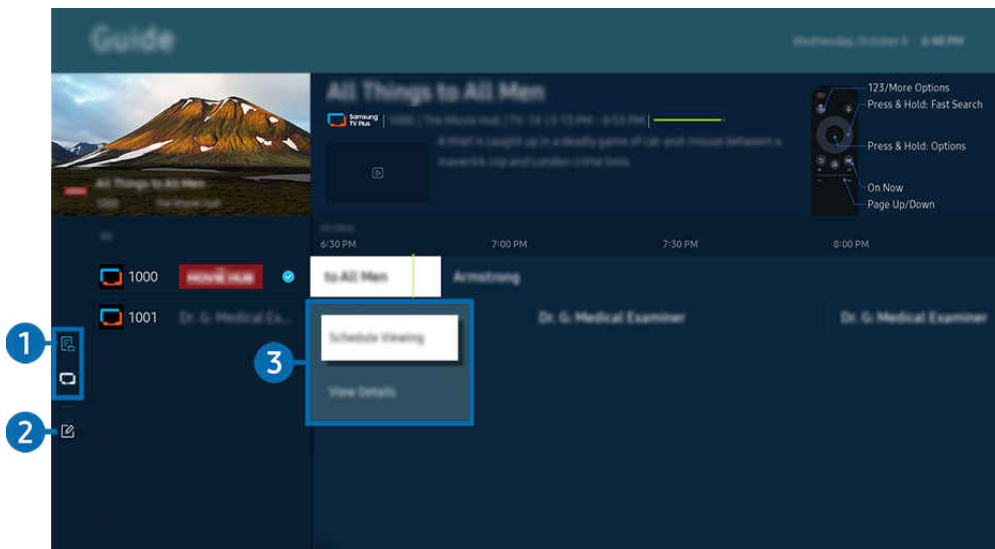 Guide
Wednesday, October 6 6:48 PM
All Things to All Men
Samsung
TV Plus
1000 | The Movie Hub | TV-14 | 5:13 PM - 6:53 PM
A thief is caught up in a deadly game of cat-and-mouse between a
maverick cop and London crime boss.
123/More Options
Press & Hold: Fast Search
Press & Hold: Options
On Now
Page Up/Down
All Things to All Men
1000 The Movie Hub
6:30 PM 7:00 PM 7:30 PM 8:00 PM
1000 MOVIE HUB to All Men Armstrong
1001 Dr. G: Medical Ex... Dr. G: Medical Examiner Dr. G: Medical Examiner
1
2
3
Schedule Viewing
View Details